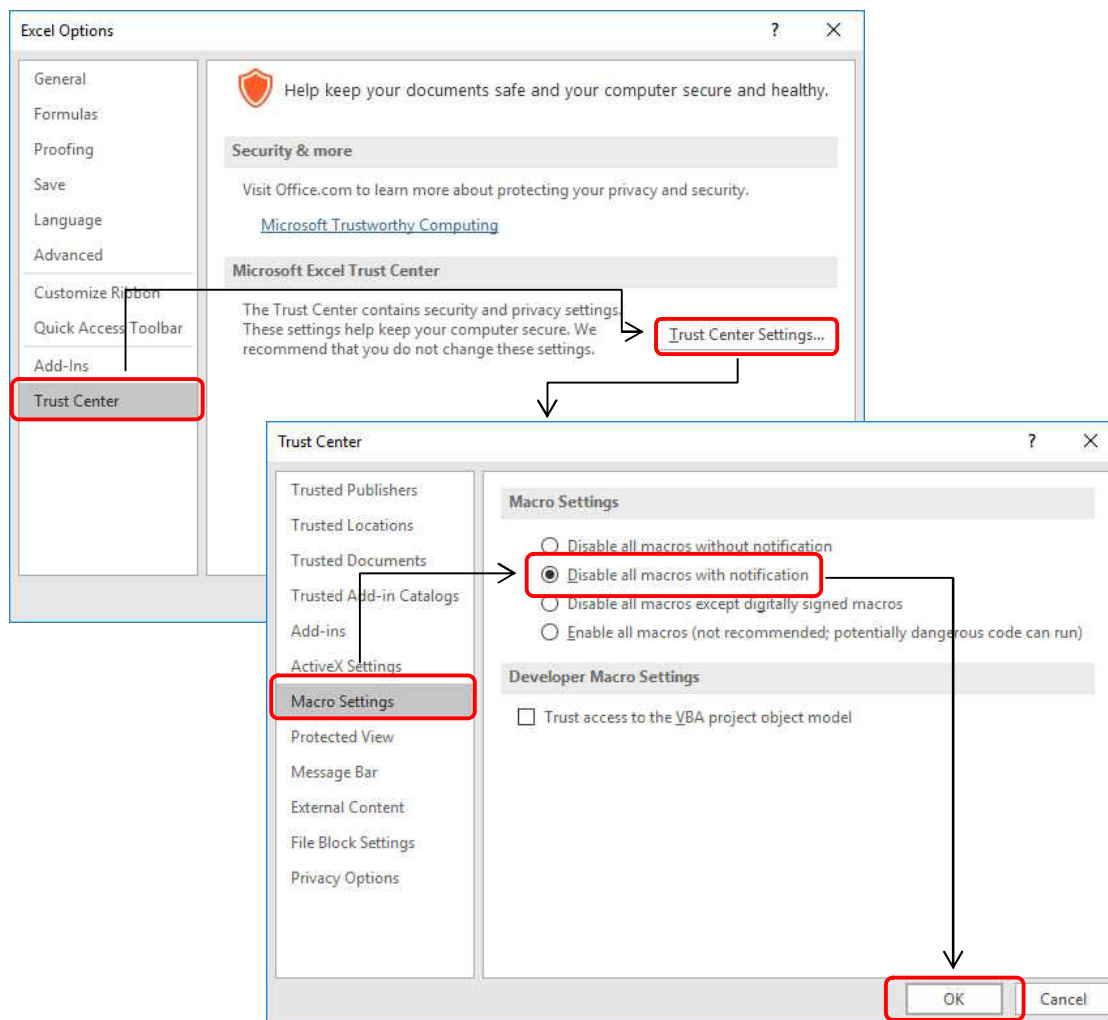 Excel Options
?
General
Formulas
Proofing
Save
Language
Advanced
Customize Ribbon
Quick Access Toolbar
Add-Ins
Trust Center
Help keep your documents safe and your computer secure and healthy.
Security & more
Visit Office.com to learn more about protecting your privacy and security.
Microsoft Trustworthy Computing
Microsoft Excel Trust Center
The Trust Center contains security and privacy settings.
These settings help keep your computer secure. We
recommend that you do not change these settings.
Trust Center Settings...
Trust Center
?
Trusted Publishers
Trusted Locations
Trusted Documents
Trusted Add-in Catalogs
Add-ins
ActiveX Settings
Macro Settings
Protected View
Message Bar
External Content
File Block Settings
Privacy Options
Macro Settings
Disable all macros without notification
Disable all macros with notification
Disable all macros except digitally signed macros
Enable all macros (not recommended; potentially dangerous code can run)
Developer Macro Settings
Trust access to the VBA project object model
OK
Cancel